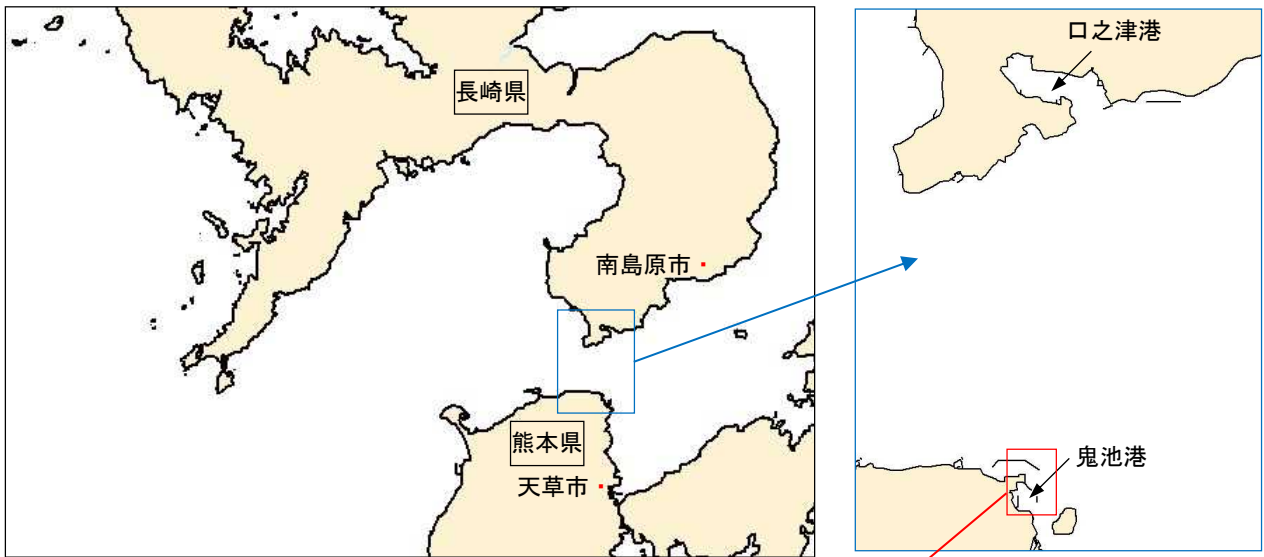 長崎県
南島原市
熊本県
天草市
口之津港
鬼池港